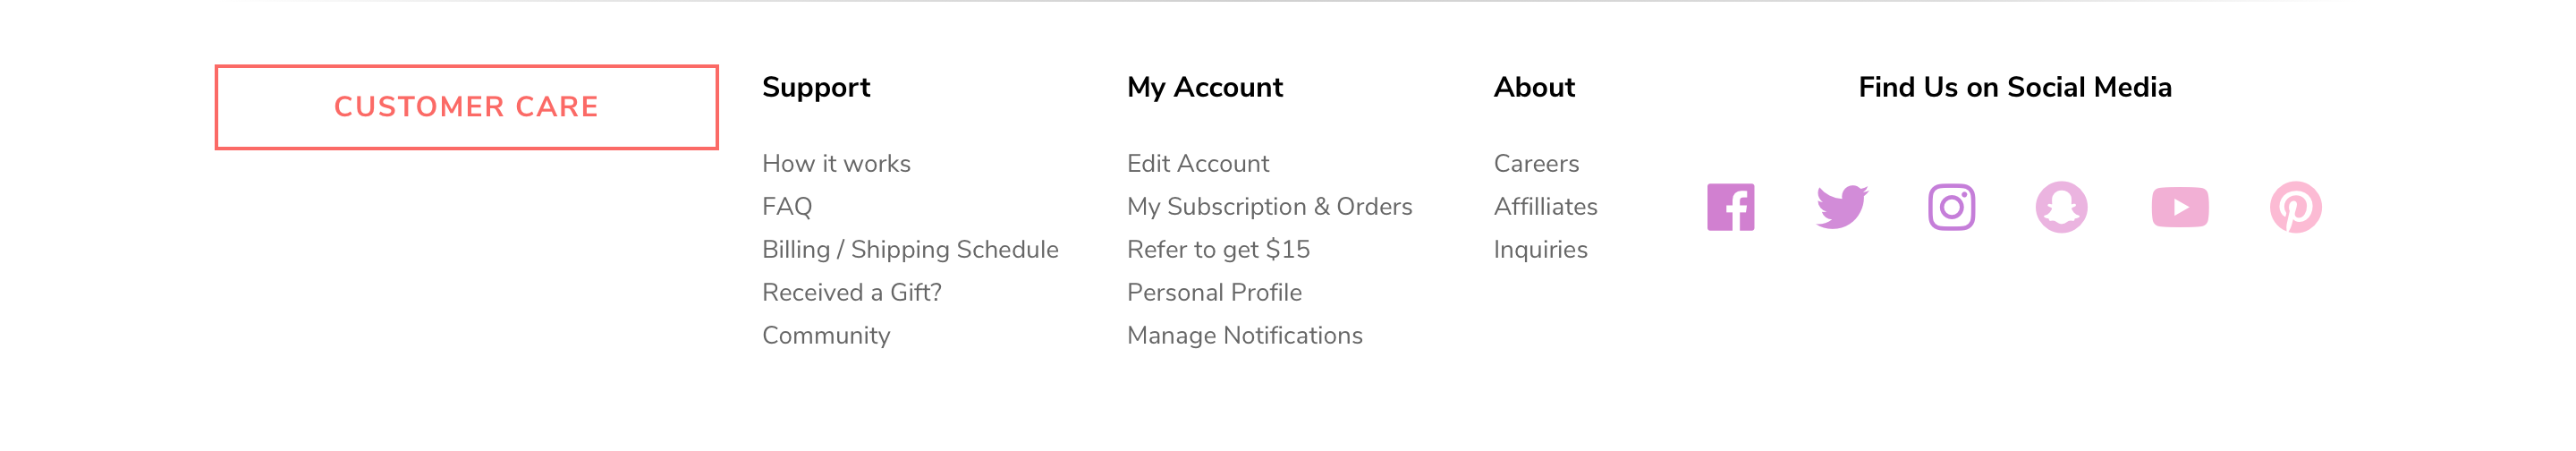 CUSTOMER CARE
Support
How it works
FAQ
Billing / Shipping Schedule
Received a Gift?
Community
My Account
Edit Account
My Subscription & Orders
Refer to get $15
Personal Profile
Manage Notifications
About
Careers
Affilliates
Inquiries
Find Us on Social Media